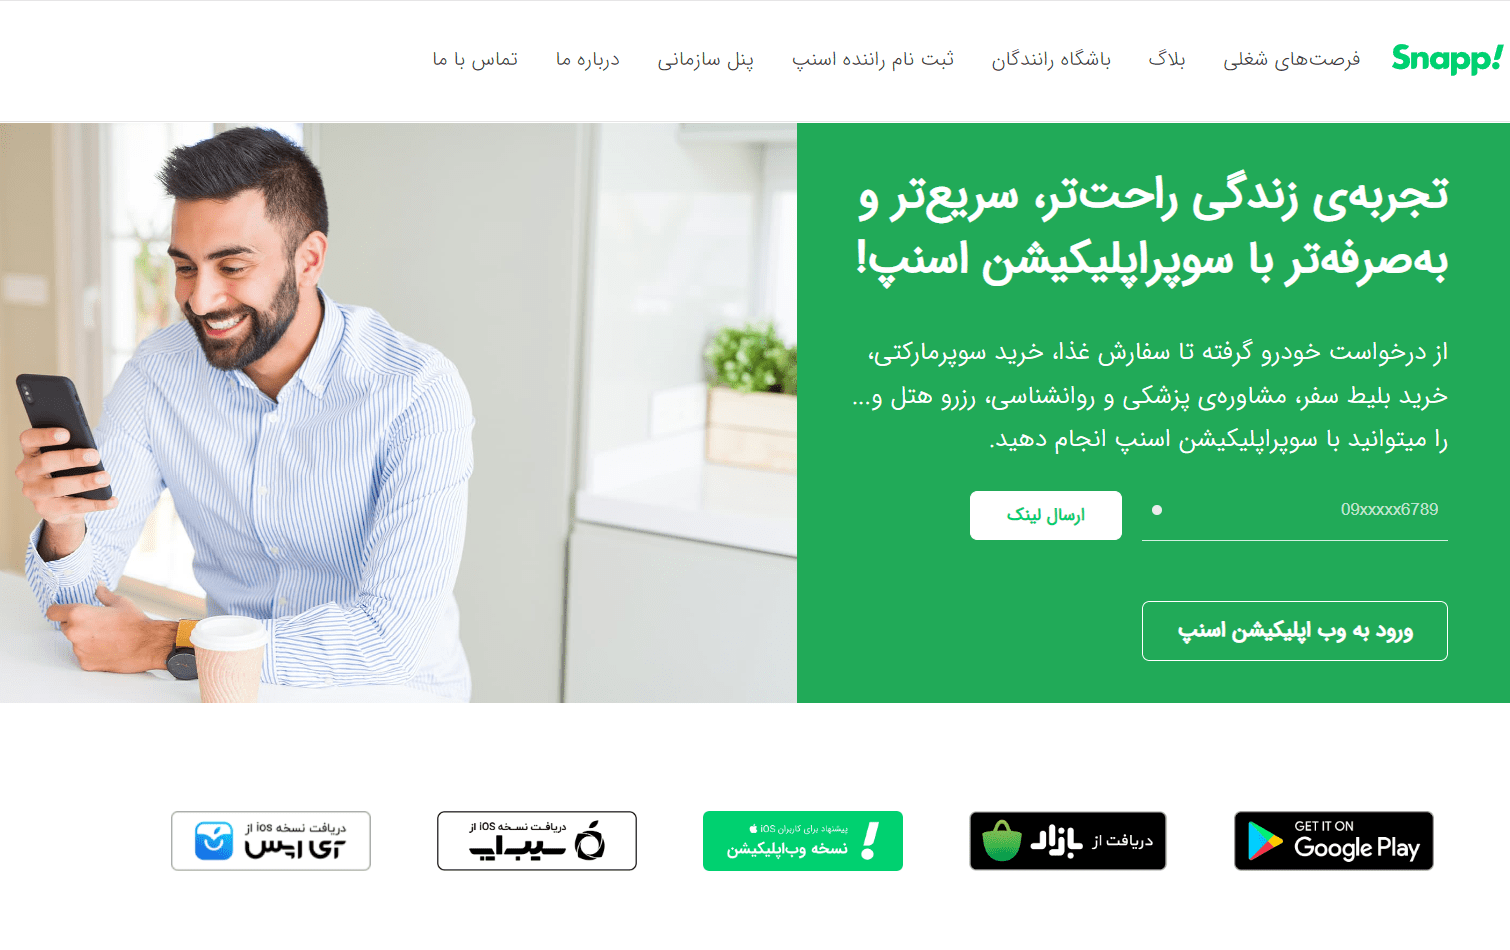 Snapp!
فرصت‌های شغلی
بلاگ
باشگاه رانندگان
ثبت نام راننده اسنپ
پنل سازمانی
درباره ما
تماس با ما
تجربه‌ی زندگی راحت‌تر، سریع‌تر و
به‌صرفه‌تر با سوپراپلیکیشن اسنپ!
از درخواست خودرو گرفته تا سفارش غذا، خرید سوپرمارکتی،
خرید بلیط سفر، مشاوره‌ی پزشکی و روانشناسی، رزرو هتل و...
را میتوانید با سوپراپلیکیشن اسنپ انجام دهید.
09xxxxx6789
ارسال لینک
ورود به وب اپلیکیشن اسنپ
GET IT ON
Google Play
دریافت از بازار
پیشنهاد برای کاربران iOS
نسخه وب‌اپلیکیشن
دریافت نسخه iOS از
سیب‌اپ
دریافت نسخه ios از
آی اپس